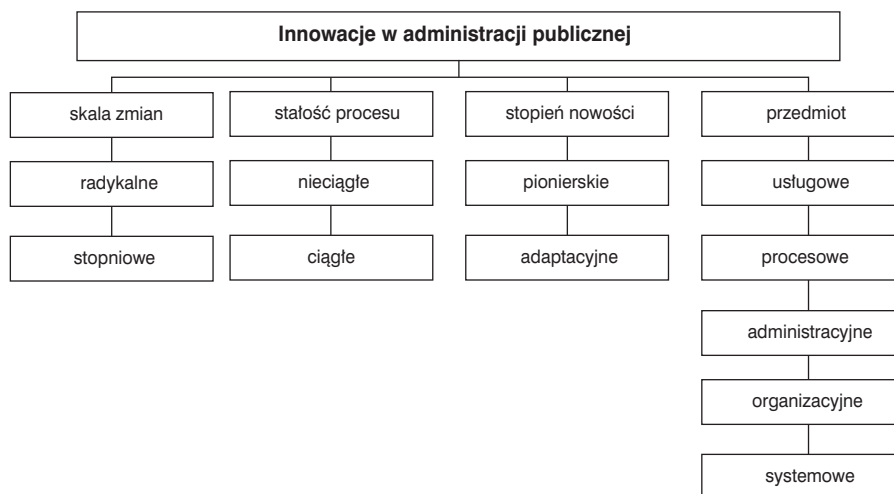 Innowacje w administracji publicznej
skala zmian
stałość procesu
stopień nowości
przedmiot
radykalne
nieciągłe
pionierskie
usługowe
stopniowe
ciągłe
adaptacyjne
procesowe
administracyjne
organizacyjne
systemowe